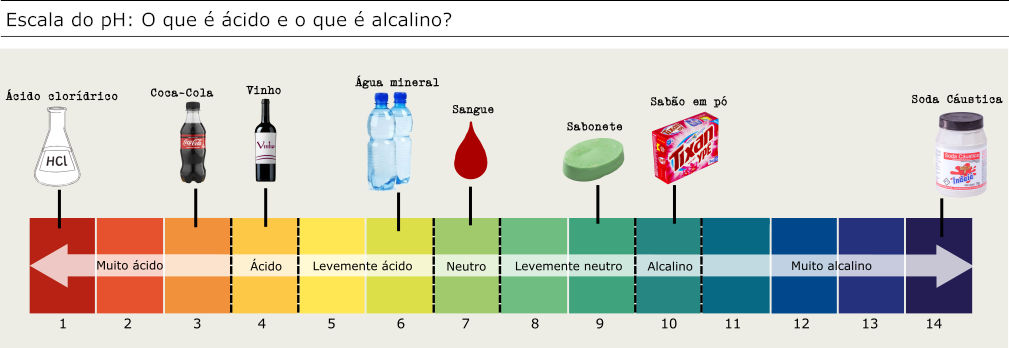 Escala do pH: O que é ácido e o que é alcalino?
Ácido clorídrico
Coca-Cola
Vinho
Água mineral
Sangue
Sabonete
Sabão em pó
Soda Cáustica
HCl
Coca-Cola
Vinho
Tixan
YPÊ
Soda Cáustica
Muito ácido
Ácido
Levemente ácido
Neutro
Levemente neutro
Alcalino
Muito alcalino
1 2 3 4 5 6 7 8 9 10 11 12 13 14